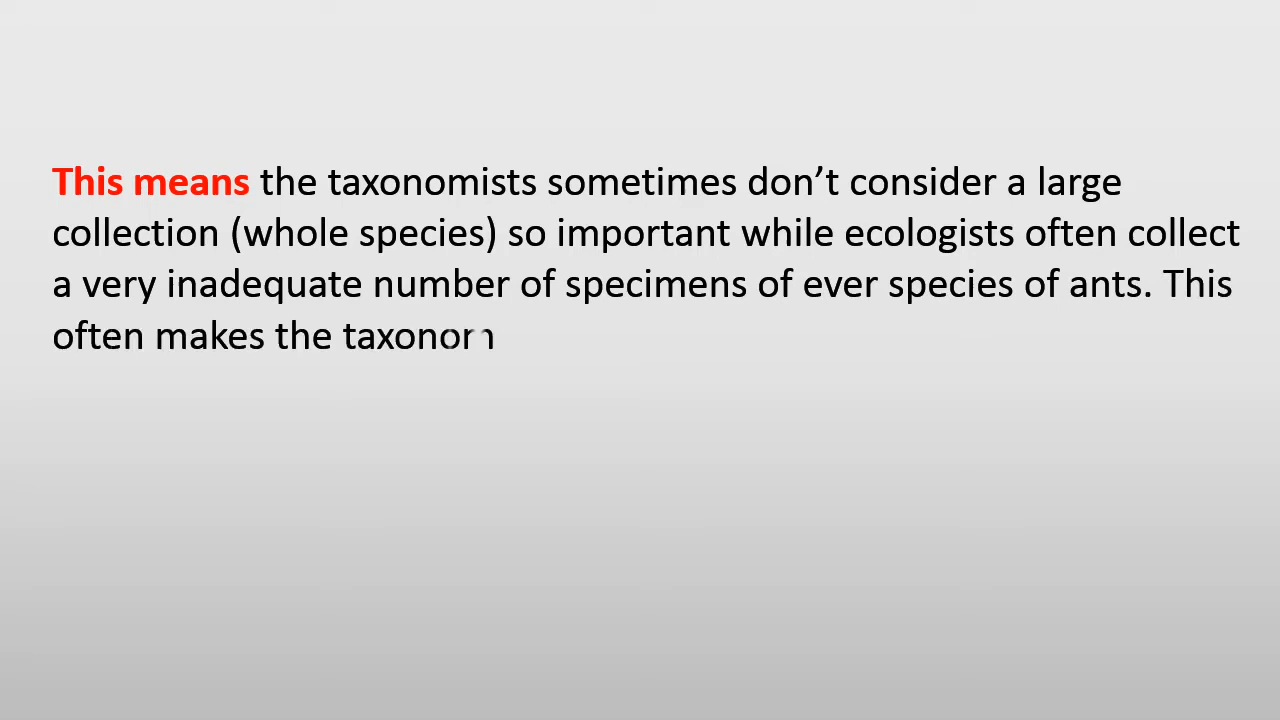 This means the taxonomists sometimes don’t consider a large
collection (whole species) so important while ecologists often collect
a very inadequate number of specimens of ever species of ants. This
often makes the taxonom